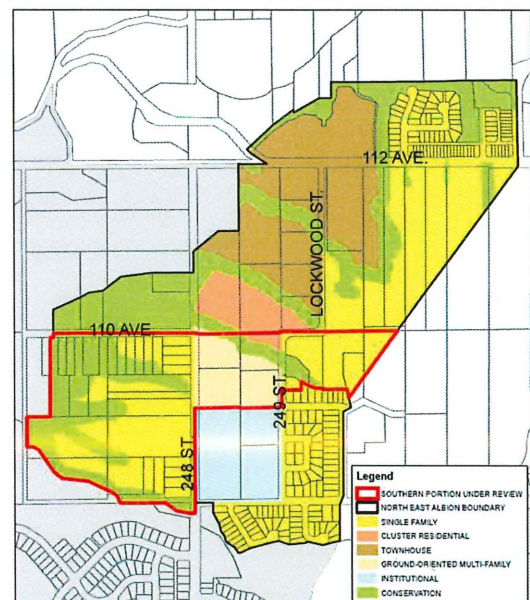 112 AVE.
LOCKWOOD ST.
110 AVE.
249 ST.
248 ST.
Legend
SOUTHERN PORTION UNDER REVIEW
NORTH EAST ALBION BOUNDARY
SINGLE FAMILY
CLUSTER RESIDENTIAL
TOWNHOUSE
GROUND-ORIENTED MULTI-FAMILY
INSTITUTIONAL
CONSERVATION